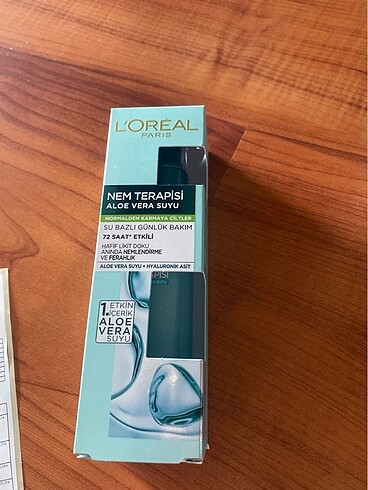 L'ORÉAL
PARIS
NEM TERAPİSİ
ALOE VERA SUYU
NORMALDEN KARMAYA CİLTLER
SU BAZLI GÜNLÜK BAKIM
72 SAAT* ETKİLİ
HAFİF LİKİT DOKU
ANINDA NEMLENDİRME
VE FERAHLIK
ALOE VERA SUYU + HYALURONİK ASİT
1. ETKİN
İÇERİK
ALOE
VERA
SUYU